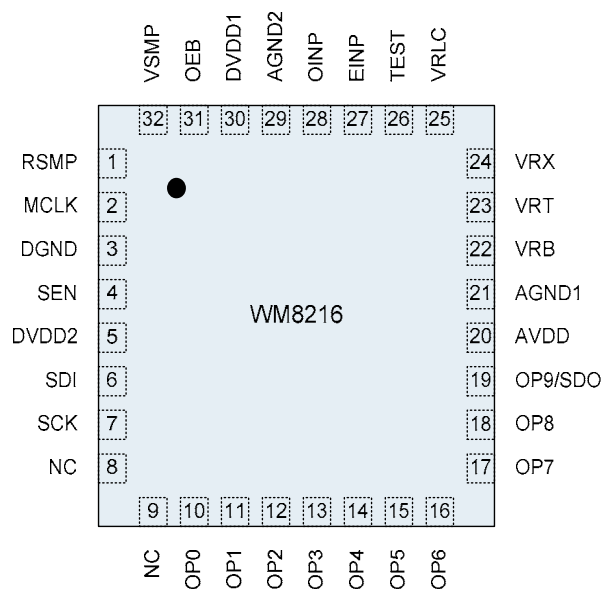 VSMP OEB DVDD1 AGND2 OINP EINP TEST VRLC
32 31 30 29 28 27 26 25
RSMP 1 24 VRX
MCLK 2 23 VRT
DGND 3 22 VRB
SEN 4 21 AGND1
WM8216
DVDD2 5 20 AVDD
SDI 6 19 OP9/SDO
SCK 7 18 OP8
NC 8 17 OP7
9 10 11 12 13 14 15 16
NC OP0 OP1 OP2 OP3 OP4 OP5 OP6